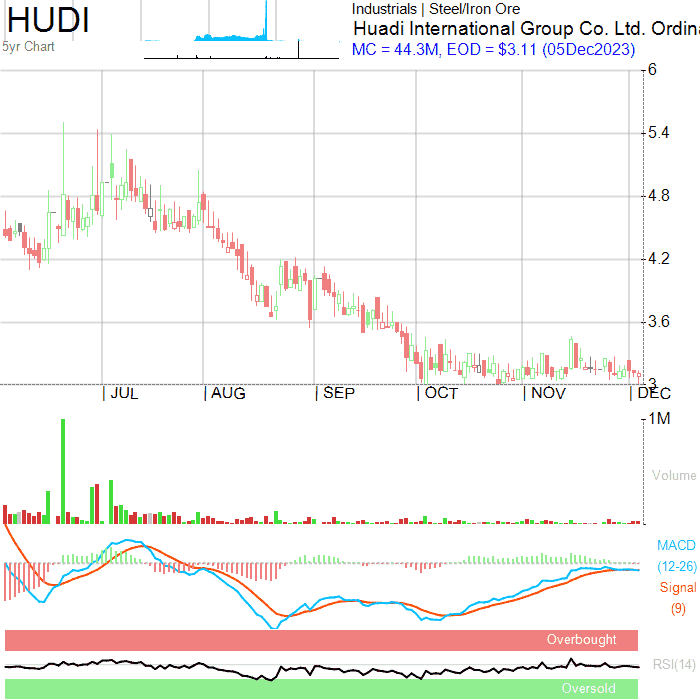 HUDI
5yr Chart
Industrials | Steel/Iron Ore
Huadi International Group Co. Ltd. Ordina
MC = 44.3M, EOD = $3.11 (05Dec2023)
6
5.4
4.8
4.2
3.6
3
JUL AUG SEP OCT NOV DEC
1M
Volume
MACD
(12-26)
Signal
(9)
Overbought
RSI(14)
Oversold